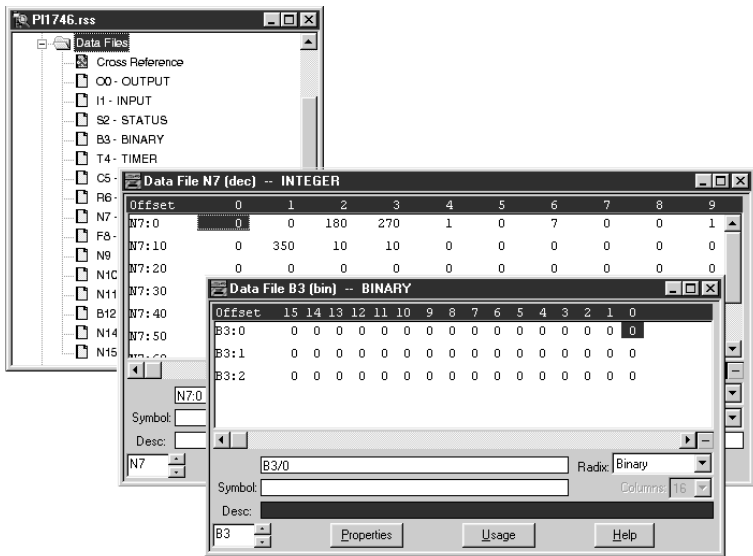 PI1746.rss
Data Files
Cross Reference
O0 - OUTPUT
I1 - INPUT
S2 - STATUS
B3 - BINARY
T4 - TIMER
C5 -
R6 -
N7 -
F8 -
N9
N10
N11
B12
N14
N15
Data File N7 (dec) -- INTEGER
Offset 0 1 2 3 4 5 6 7 8 9
N7:0 0 0 180 270 1 0 7 0 0 1
N7:10 0 350 10 10 0 0 0 0 0 0
N7:20 0 0 0 0 0 0 0 0 0 0
N7:30
N7:40
N7:50
N7:60
N7:0
Symbol:
Desc:
N7
Data File B3 (bin) -- BINARY
Offset 15 14 13 12 11 10 9 8 7 6 5 4 3 2 1 0
B3:0 0 0 0 0 0 0 0 0 0 0 0 0 0 0 0 0
B3:1 0 0 0 0 0 0 0 0 0 0 0 0 0 0 0 0
B3:2 0 0 0 0 0 0 0 0 0 0 0 0 0 0 0 0
B3/0
Radix: Binary
Symbol:
Columns: 16
Desc:
B3
Properties Usage Help